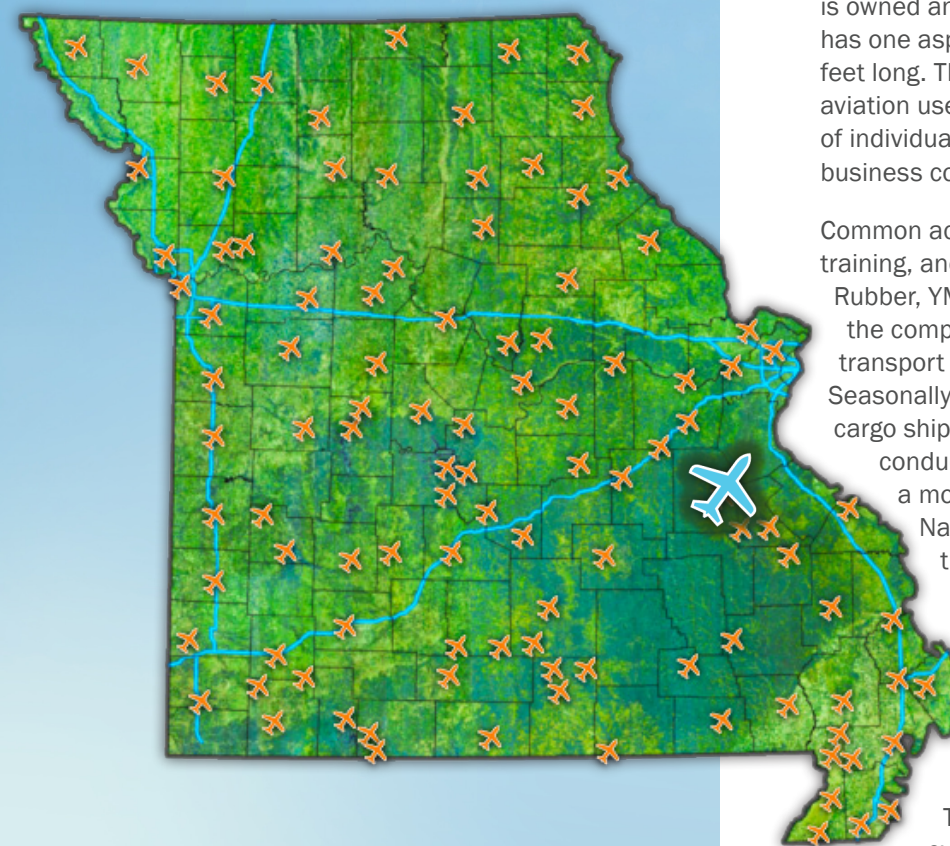 is owned an
has one asp
feet long. Th
aviation use
of individua
business co
Common ac
training, and
Rubber, YM
the comp
transport
Seasonally
cargo ship
condu
a mo
Na
t
T